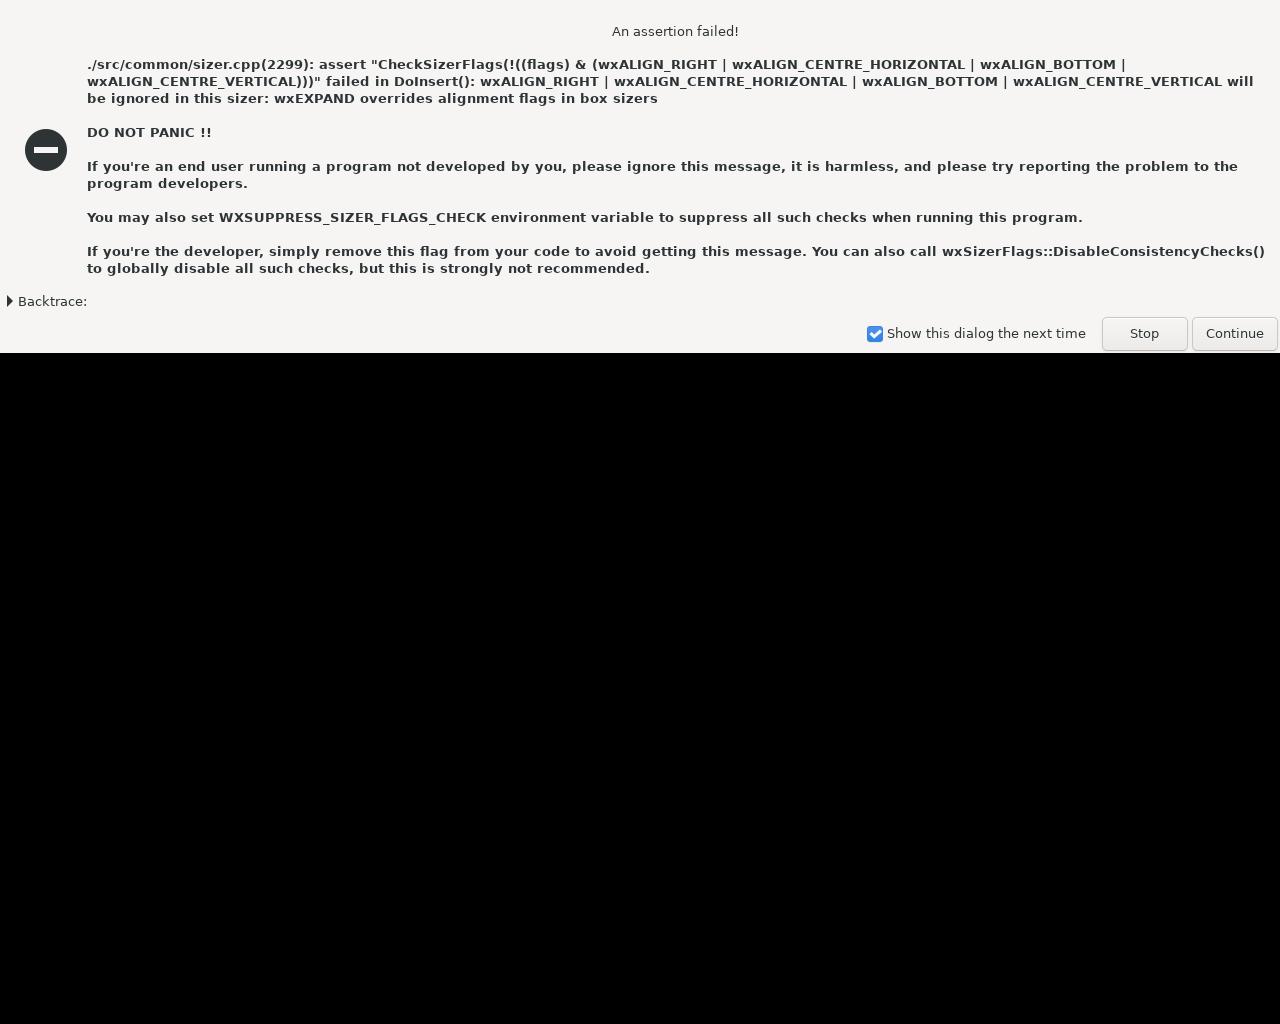 An assertion failed!
./src/common/sizer.cpp(2299): assert "CheckSizerFlags(!((flags) & (wxALIGN_RIGHT | wxALIGN_CENTRE_HORIZONTAL | wxALIGN_BOTTOM |
wxALIGN_CENTRE_VERTICAL)))" failed in DoInsert(): wxALIGN_RIGHT | wxALIGN_CENTRE_HORIZONTAL | wxALIGN_BOTTOM | wxALIGN_CENTRE_VERTICAL will
be ignored in this sizer: wxEXPAND overrides alignment flags in box sizers
DO NOT PANIC !!
If you're an end user running a program not developed by you, please ignore this message, it is harmless, and please try reporting the problem to the
program developers.
You may also set WXSUPPRESS_SIZER_FLAGS_CHECK environment variable to suppress all such checks when running this program.
If you're the developer, simply remove this flag from your code to avoid getting this message. You can also call wxSizerFlags::DisableConsistencyChecks()
to globally disable all such checks, but this is strongly not recommended.
Backtrace:
Show this dialog the next time
Stop
Continue